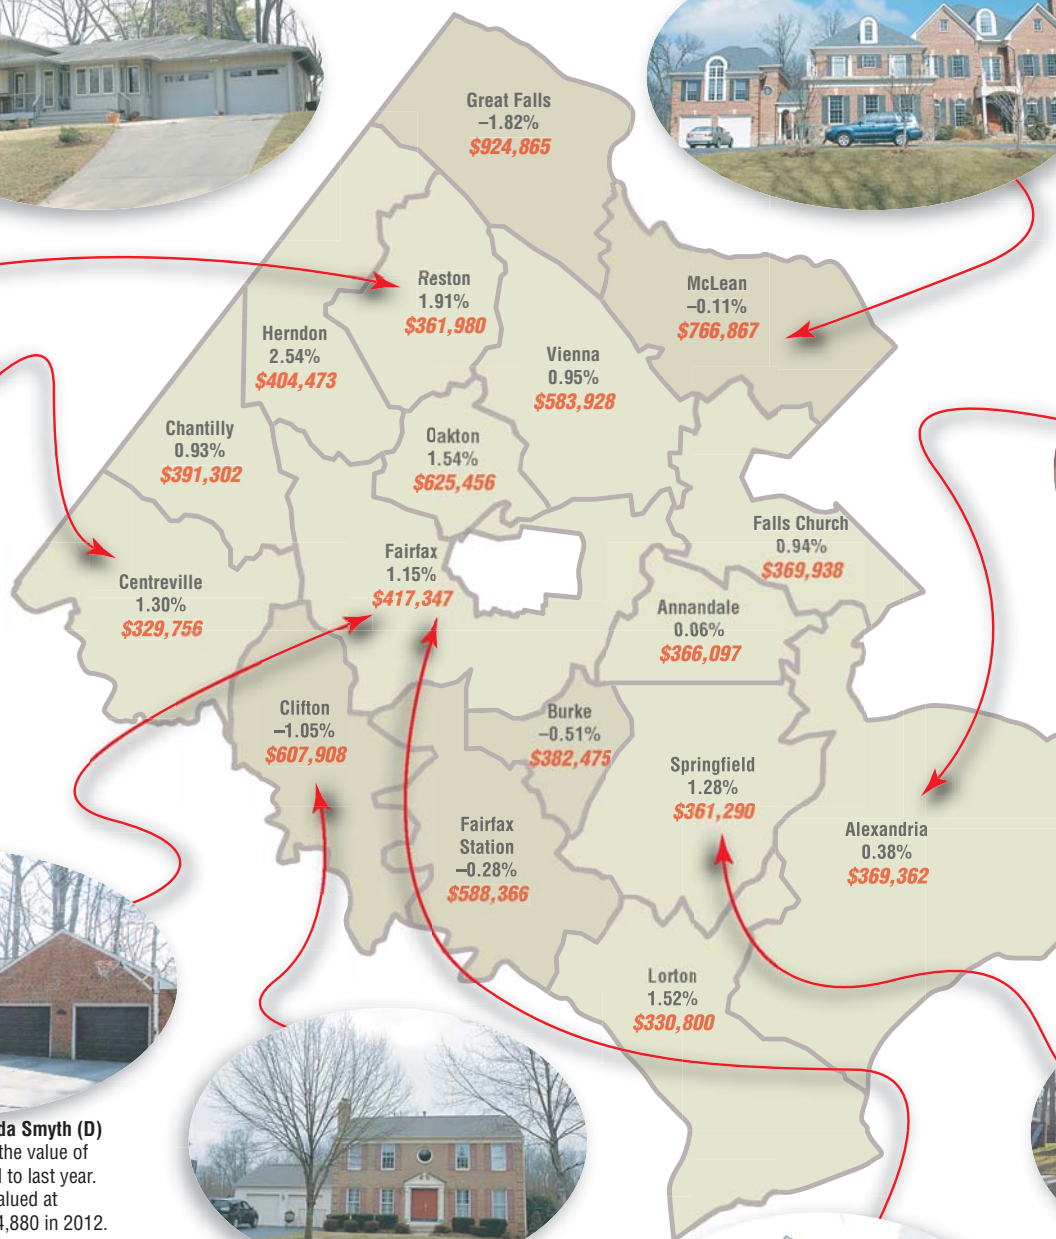 Great Falls
–1.82%
$924,865
McLean
–0.11%
$766,867
Reston
1.91%
$361,980
Herndon
2.54%
$404,473
Vienna
0.95%
$583,928
Chantilly
0.93%
$391,302
Oakton
1.54%
$625,456
Falls Church
0.94%
$369,938
Fairfax
1.15%
$417,347
Centreville
1.30%
$329,756
Annandale
0.06%
$366,097
Clifton
–1.05%
$607,908
Burke
–0.51%
$382,475
Springfield
1.28%
$361,290
Fairfax
Station
–0.28%
$588,366
Alexandria
0.38%
$369,362
Lorton
1.52%
$330,800
da Smyth (D)
the value of
d to last year.
alued at
4,880 in 2012.